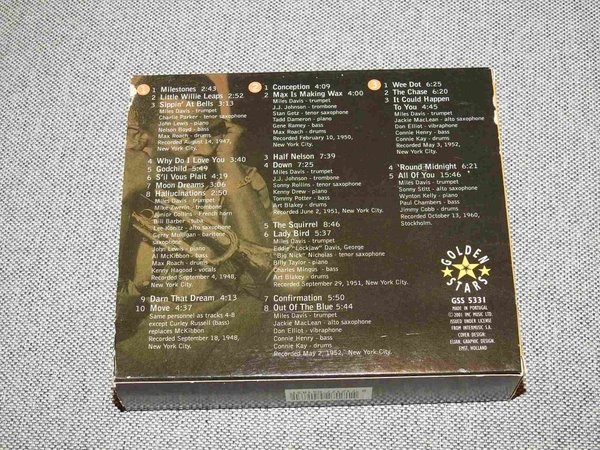 1
1 Milestones 2:43
2 Little Willie Leaps 2:52
3 Sippin' At Bells 3:13
Miles Davis - trumpet
Charlie Parker - tenor saxophone
John Lewis - piano
Nelson Boyd - bass
Max Roach - drums
Recorded August 14, 1947,
New York City.
4 Why Do I Love You 3:40
5 Godchild 5:49
6 S'il Vous Plait 4:19
7 Moon Dreams 3:06
8 Hallucinations 2:50
Miles Davis - trumpet
Mike Zwerin - trombone
Junior Collins - French horn
Bill Barber - tuba
Lee Konitz - alto saxophone
Gerry Mulligan - baritone
saxophone
John Lewis - piano
Al McKibbon - bass
Max Roach - drums
Kenny Hagood - vocals
Recorded September 4, 1948,
New York City.
9 Darn That Dream 4:13
10 Move 4:37
Same personnel as tracks 4-8
except Curley Russell (bass)
replaces McKibbon
Recorded September 18, 1948,
New York City.
2
1 Conception 4:09
2 Max Is Making Wax 4:00
Miles Davis - trumpet
J.J. Johnson - trombone
Stan Getz - tenor saxophone
Tadd Dameron - piano
Gene Ramey - bass
Max Roach - drums
Recorded February 10, 1950,
New York City.
3 Half Nelson 7:39
4 Down 7:25
Miles Davis - trumpet
J.J. Johnson - trombone
Sonny Rollins - tenor saxophone
Kenny Drew - piano
Tommy Potter - bass
Art Blakey - drums
Recorded June 2, 1951, New York City.
5 The Squirrel 8:46
6 Lady Bird 5:37
Miles Davis - trumpet
Eddie "Lockjaw" Davis, George
"Big Nick" Nicholas - tenor saxophone
Billy Taylor - piano
Charles Mingus - bass
Art Blakey - drums
Recorded September 29, 1951, New York City.
7 Confirmation 5:50
8 Out Of The Blue 5:44
Miles Davis - trumpet
Jackie MacLean - alto saxophone
Don Elliot - vibraphone
Connie Henry - bass
Connie Kay - drums
Recorded May 2, 1952, New York City.
3
1 Wee Dot 6:25
2 The Chase 6:20
3 It Could Happen
To You 4:45
Miles Davis - trumpet
Jackie MacLean - alto saxophone
Don Elliot - vibraphone
Connie Henry - bass
Connie Kay - drums
Recorded May 3, 1952,
New York City.
4 'Round Midnight 6:21
5 All Of You 15:46
Miles Davis - trumpet
Sonny Stitt - alto saxophone
Wynton Kelly - piano
Paul Chambers - bass
Jimmy Cobb - drums
Recorded October 13, 1960,
Stockholm.
GOLDEN
STARS
GSS 5331
MADE IN PORTUGAL
© 2001 IMC MUSIC LTD.
ISSUED UNDER LICENSE
FROM INTERMUSIC S.A.
COVER DESIGN:
ELIAN, GRAPHIC DESIGN
EMST, HOLLAND